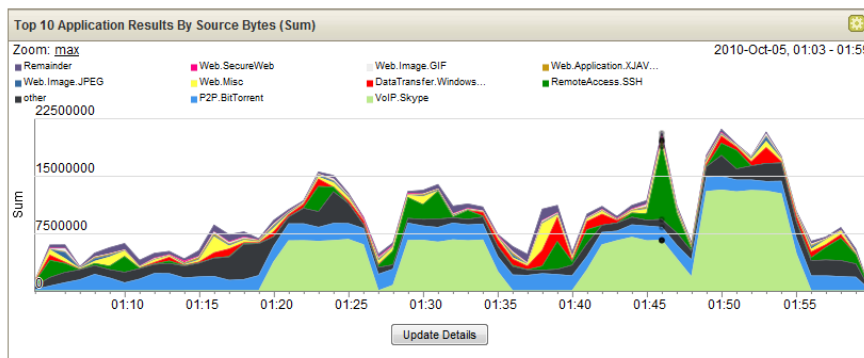 Top 10 Application Results By Source Bytes (Sum)
Zoom: max
2010-Oct-05, 01:03 - 01:59
Remainder Web.SecureWeb Web.Image.GIF Web.Application.XJAV...
Web.Image.JPEG Web.Misc DataTransfer.Windows... RemoteAccess.SSH
other P2P.BitTorrent VoIP.Skype
22500000
15000000
7500000
0
Sum
01:10 01:15 01:20 01:25 01:30 01:35 01:40 01:45 01:50 01:55
Update Details